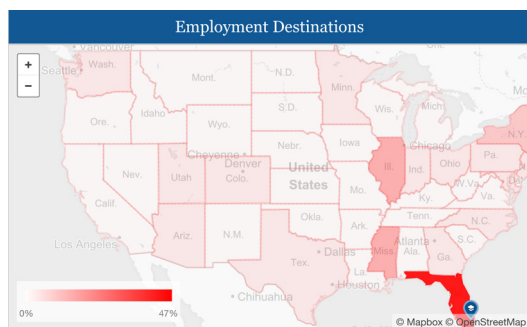 Employment Destinations
Vancouver
Ont.
Seattle
Wash.
Mont.
N.D.
Minn.
+
−
Ore.
Idaho
Wyo.
S.D.
Wis.
Mich.
N.Y.
Cheyenne
Nebr.
Iowa
Chicago
Nev.
Utah
Denver
Colo.
United
States
Ill.
Ind.
Ohio
Pa.
Calif.
Mo.
W.Va.
Va.
Ky.
Los Angeles
Ariz.
N.M.
Okla.
Ark.
Tenn.
N.C.
Tex.
Dallas
Miss.
Ala.
Atlanta
Ga.
S.C.
La.
Houston
Chihuahua
0%
47%
© Mapbox © OpenStreetMap